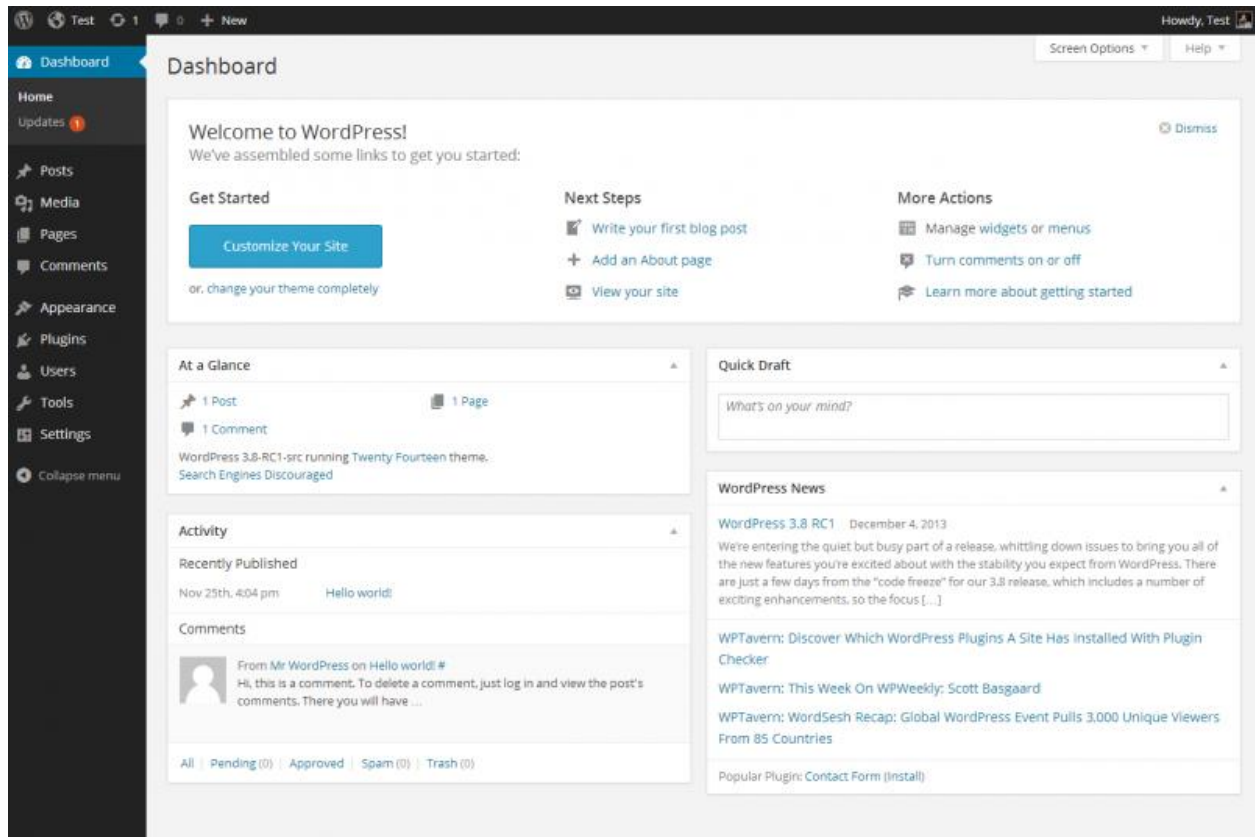 Test 1 0 New Howdy, Test
Screen Options Help
Dashboard
Home
Updates 1
Posts
Media
Pages
Comments
Appearance
Plugins
Users
Tools
Settings
Collapse menu
Dashboard
Welcome to WordPress!
Dismiss
We've assembled some links to get you started:
Get Started
Customize Your Site
or, change your theme completely
Next Steps
Write your first blog post
Add an About page
View your site
More Actions
Manage widgets or menus
Turn comments on or off
Learn more about getting started
At a Glance
1 Post 1 Page
1 Comment
WordPress 3.8-RC1-src running Twenty Fourteen theme.
Search Engines Discouraged
Activity
Recently Published
Nov 25th, 4:04 pm Hello world!
Comments
From Mr WordPress on Hello world! #
Hi, this is a comment. To delete a comment, just log in and view the post's
comments. There you will have ...
All | Pending (0) | Approved | Spam (0) | Trash (0)
Quick Draft
What's on your mind?
WordPress News
WordPress 3.8 RC1 December 4, 2013
We're entering the quiet but busy part of a release, whittling down issues to bring you all of
the new features you're excited about with the stability you expect from WordPress. There
are just a few days from the "code freeze" for our 3.8 release, which includes a number of
exciting enhancements, so the focus [...]
WPTavern: Discover Which WordPress Plugins A Site Has Installed With Plugin
Checker
WPTavern: This Week On WPWeekly: Scott Basgaard
WPTavern: WordSesh Recap: Global WordPress Event Pulls 3,000 Unique Viewers
From 85 Countries
Popular Plugin: Contact Form (Install)